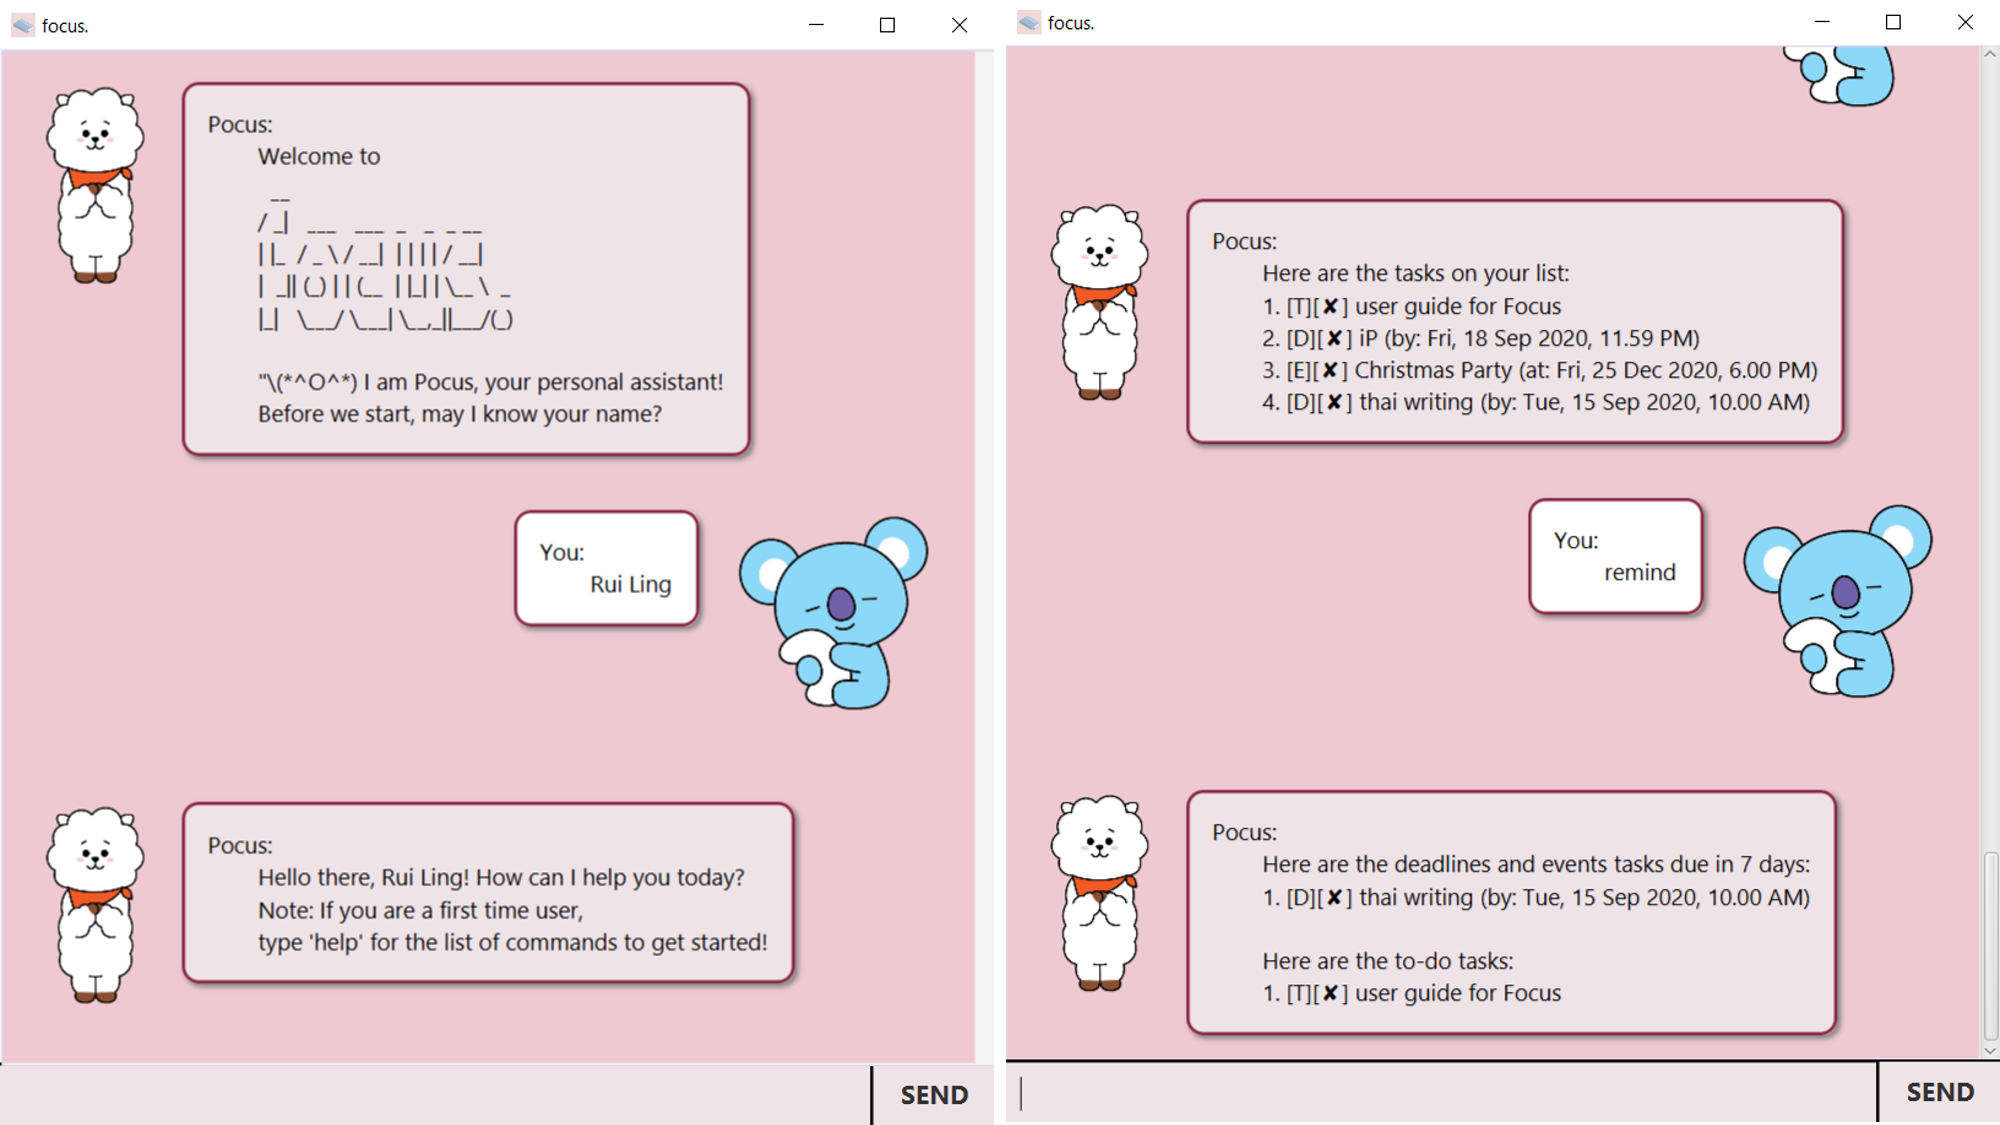 focus.
Pocus:
Welcome to
  __
/ _|   ___   ___  _   _  _ __
| |_  / _ \ / __|  | | | | / __|
|  _|| (_) | | (__  | |_| | \__ \  _
|_|   \___/ \___| \__,_||___/(_)
"\(*^O^*) I am Pocus, your personal assistant!
Before we start, may I know your name?
You:
Rui Ling
Pocus:
Hello there, Rui Ling! How can I help you today?
Note: If you are a first time user,
type 'help' for the list of commands to get started!
SEND
focus.
Pocus:
Here are the tasks on your list:
1. [T][✘] user guide for Focus
2. [D][✘] iP (by: Fri, 18 Sep 2020, 11.59 PM)
3. [E][✘] Christmas Party (at: Fri, 25 Dec 2020, 6.00 PM)
4. [D][✘] thai writing (by: Tue, 15 Sep 2020, 10.00 AM)
You:
remind
Pocus:
Here are the deadlines and events tasks due in 7 days:
1. [D][✘] thai writing (by: Tue, 15 Sep 2020, 10.00 AM)
Here are the to-do tasks:
1. [T][✘] user guide for Focus
SEND